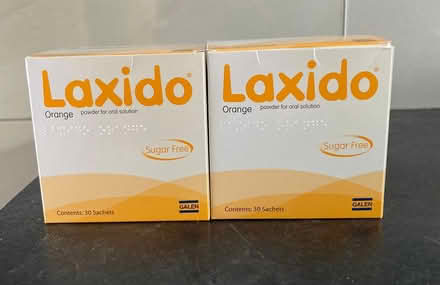 Laxido®
Orange powder for oral solution
Sugar Free
Contents: 30 Sachets
GALEN
Laxido®
Orange powder for oral solution
Sugar Free
Contents: 30 Sachets
GALEN